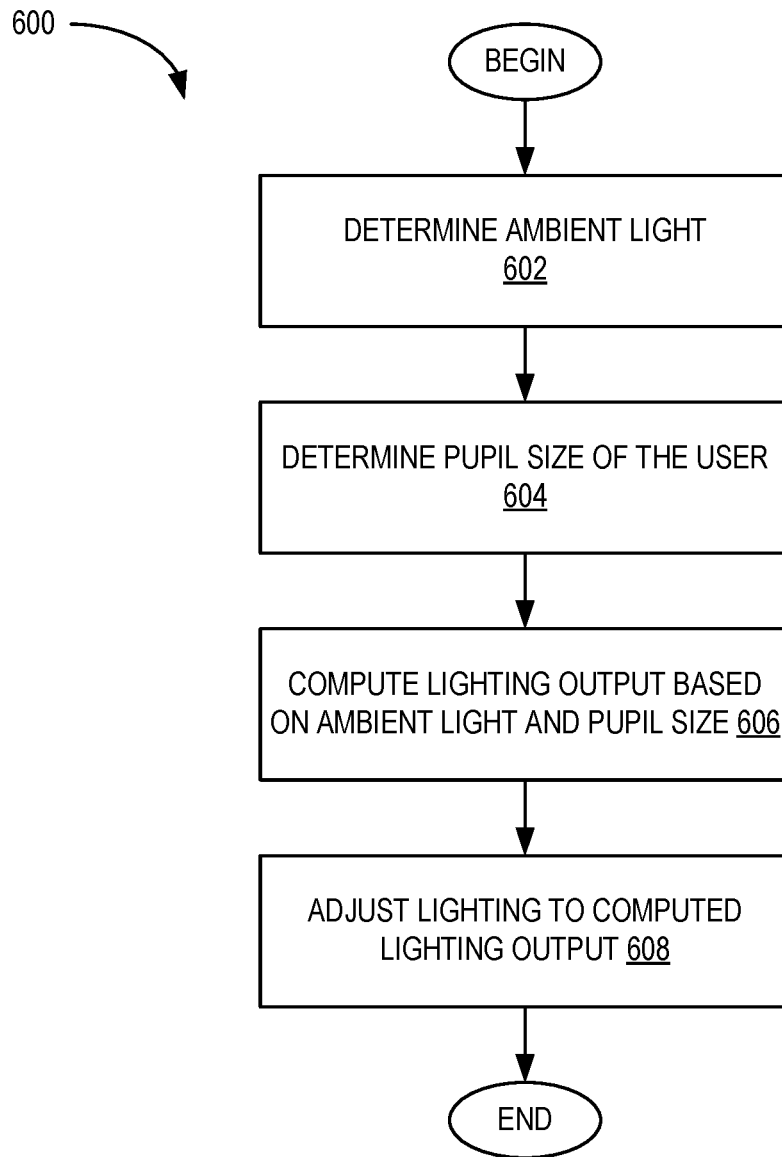 600
BEGIN
DETERMINE AMBIENT LIGHT
602
DETERMINE PUPIL SIZE OF THE USER
604
COMPUTE LIGHTING OUTPUT BASED
ON AMBIENT LIGHT AND PUPIL SIZE 606
ADJUST LIGHTING TO COMPUTED
LIGHTING OUTPUT 608
END